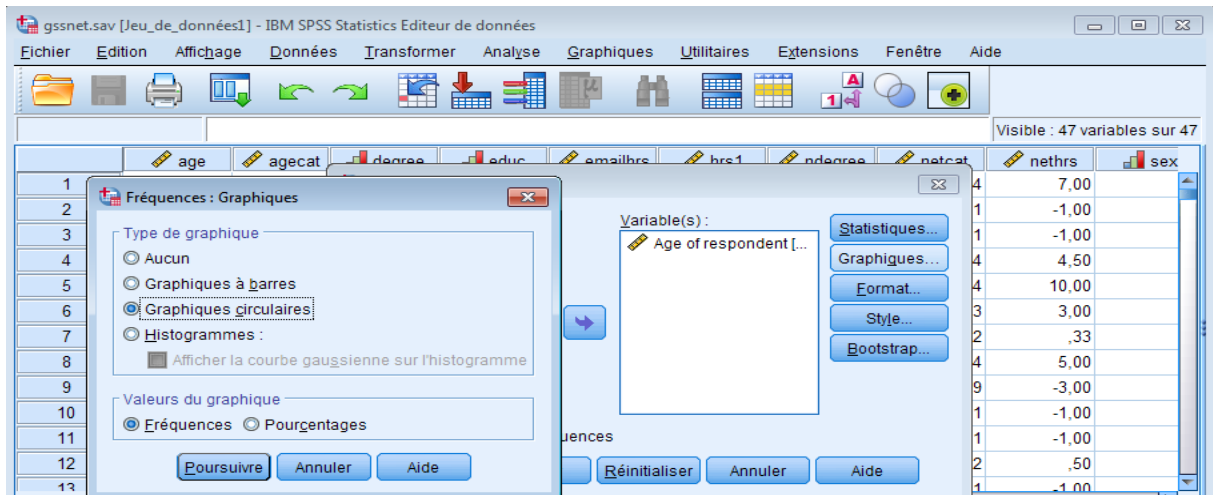 gssnet.sav [Jeu_de_données1] - IBM SPSS Statistics Editeur de données
Fichier Edition Affichage Données Transformer Analyse Graphiques Utilitaires Extensions Fenêtre Aide
Visible : 47 variables sur 47
age agecat degree educ emailhrs hrs1 ndegree netcat nethrs sex
1 4 7,00
2 1 -1,00
3 1 -1,00
4 4 4,50
5 4 10,00
6 3 3,00
7 2 ,33
8 4 5,00
9 9 -3,00
10 1 -1,00
11 1 -1,00
12 2 ,50
13 1 -1,00
Fréquences : Graphiques
Type de graphique
Aucun
Graphiques à barres
Graphiques circulaires
Histogrammes :
Afficher la courbe gaussienne sur l'histogramme
Valeurs du graphique
Fréquences Pourcentages
Poursuivre Annuler Aide
Variable(s) :
Age of respondent [...
Statistiques...
Graphiques...
Format...
Style...
Bootstrap...
uences
Réinitialiser Annuler Aide